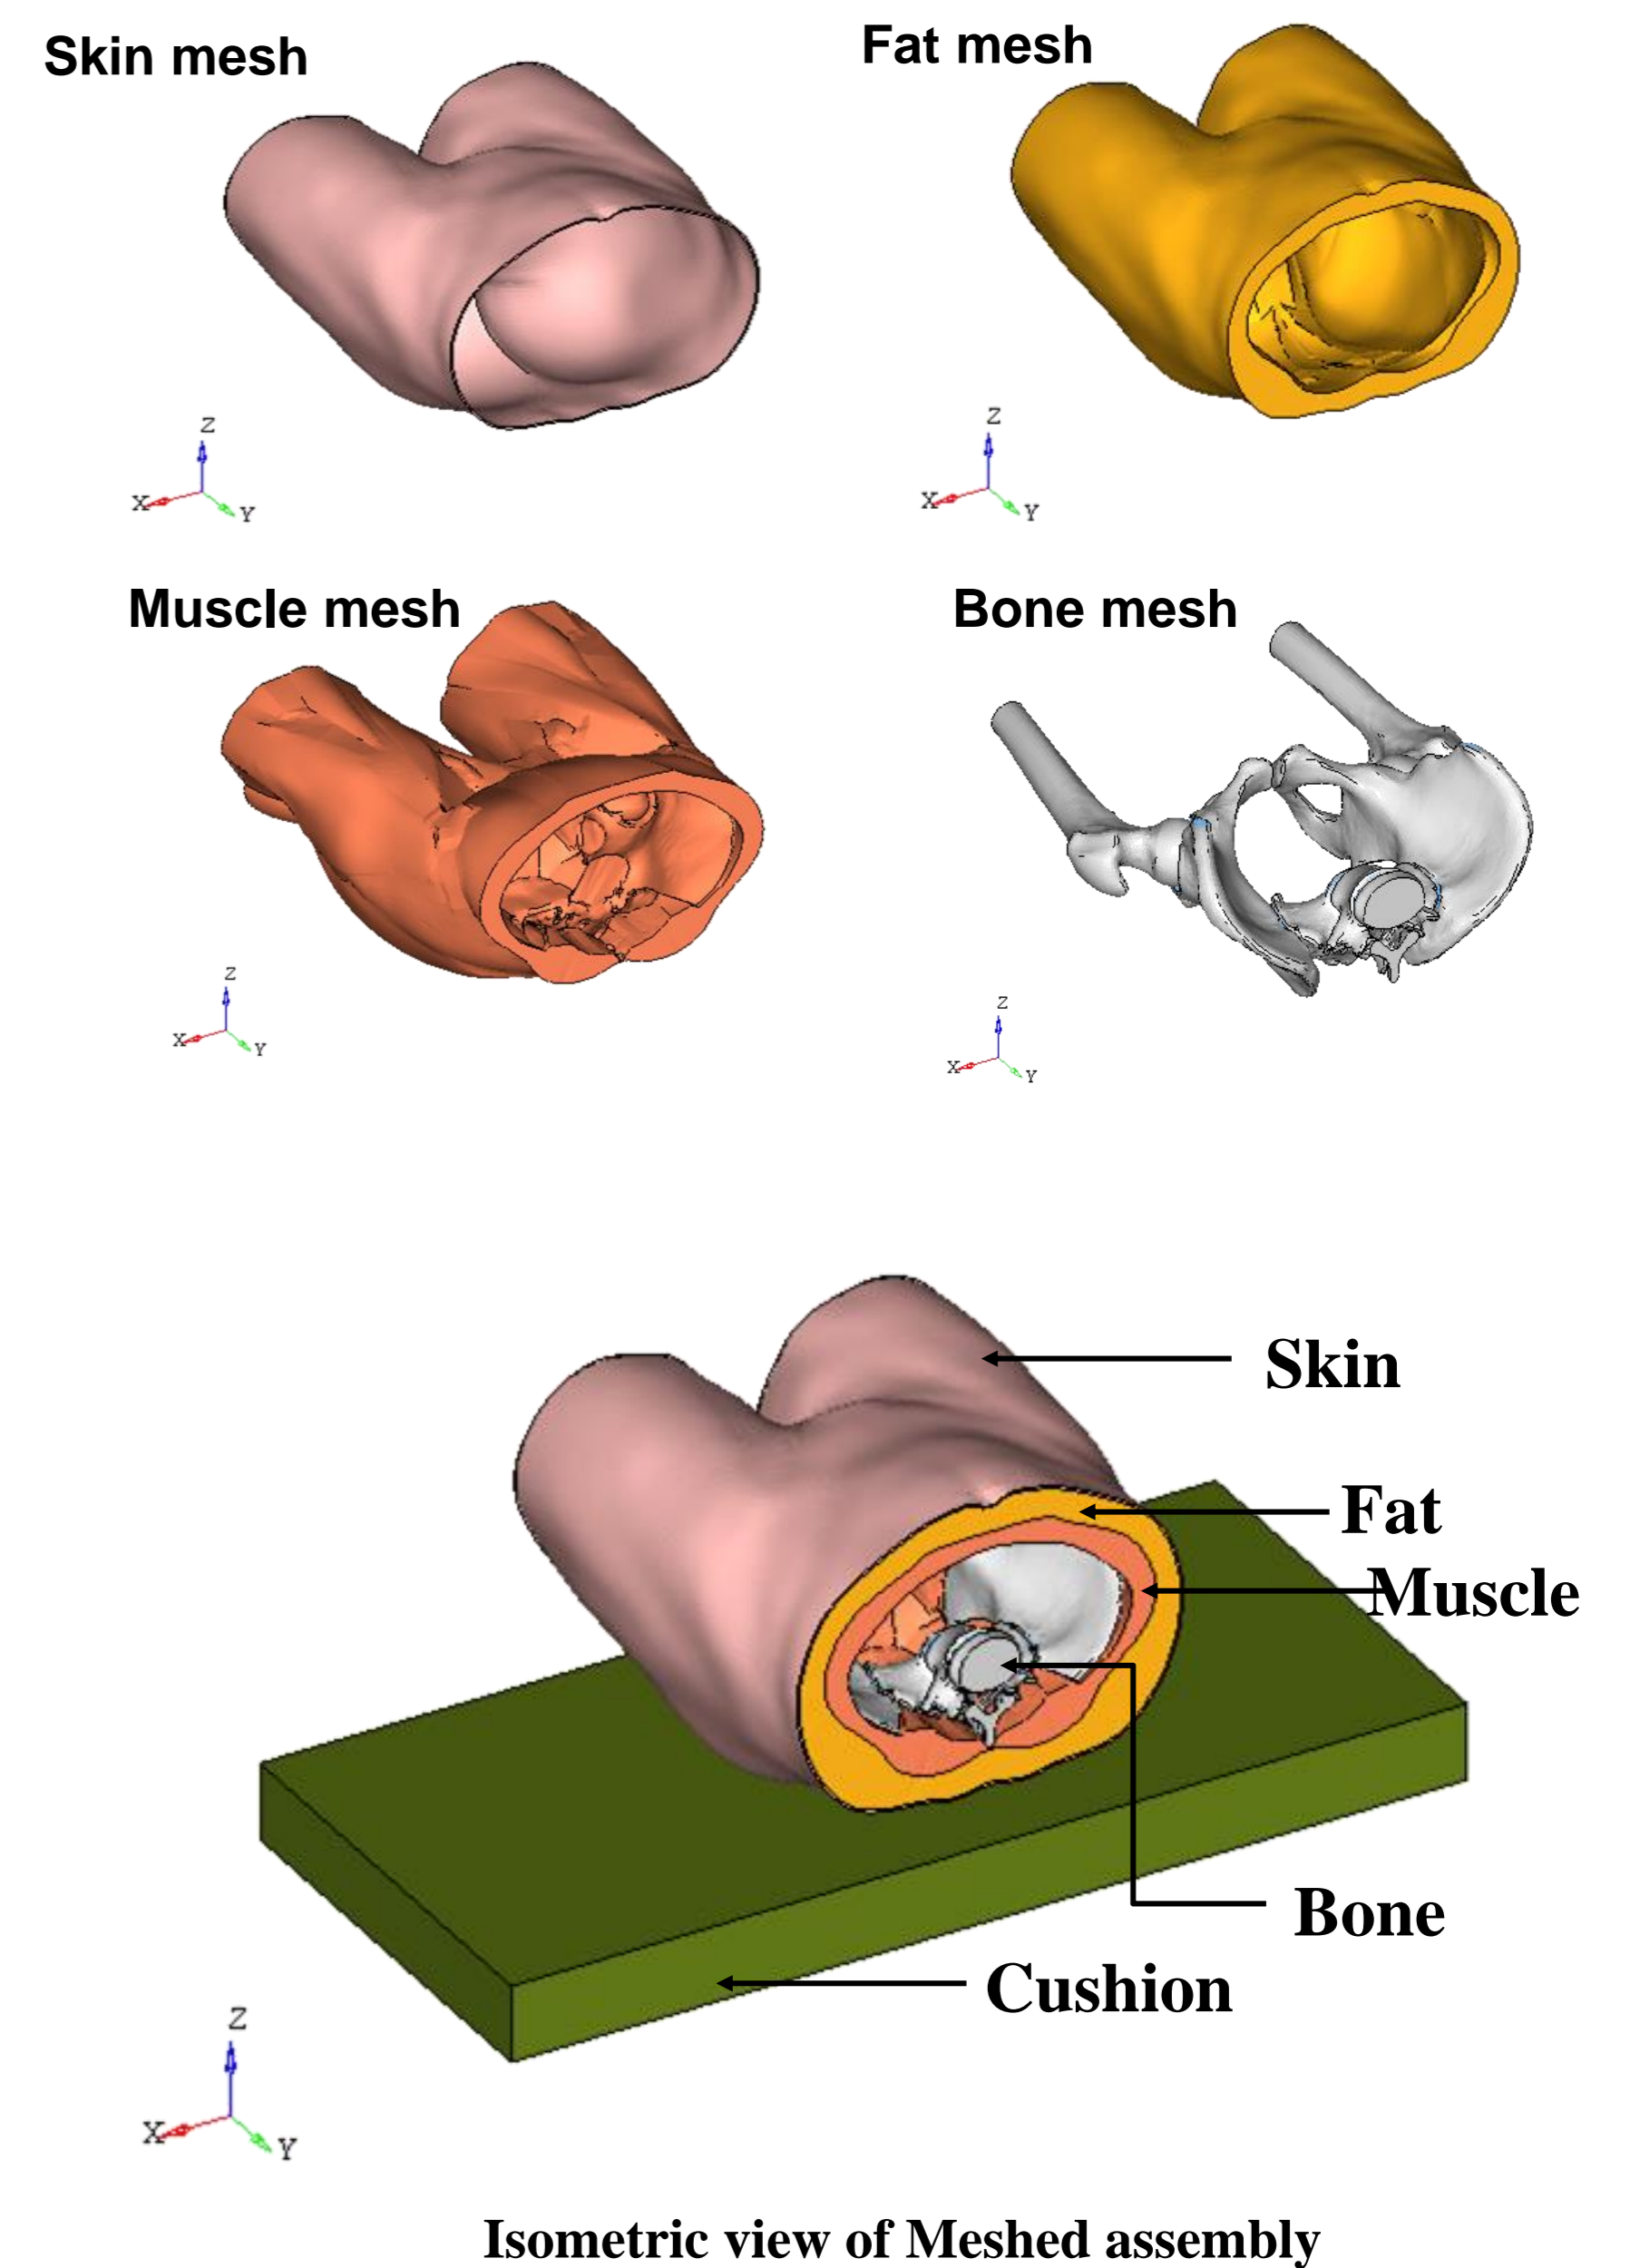 Skin mesh
Fat mesh
Z
X
Y
Z
X
Y
Muscle mesh
Bone mesh
Z
X
Y
Z
X
Y
Skin
Fat
Muscle
Bone
Cushion
Z
X
Y
Isometric view of Meshed assembly